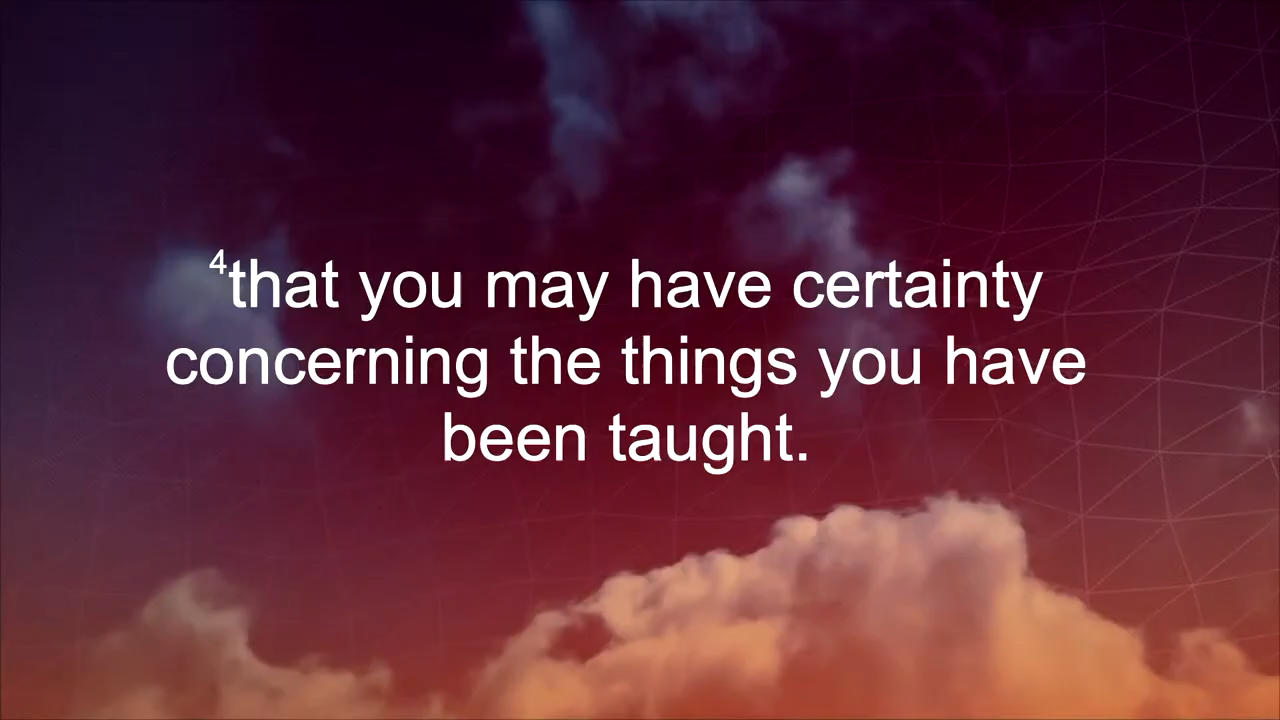 ⁴that you may have certainty
concerning the things you have
been taught.